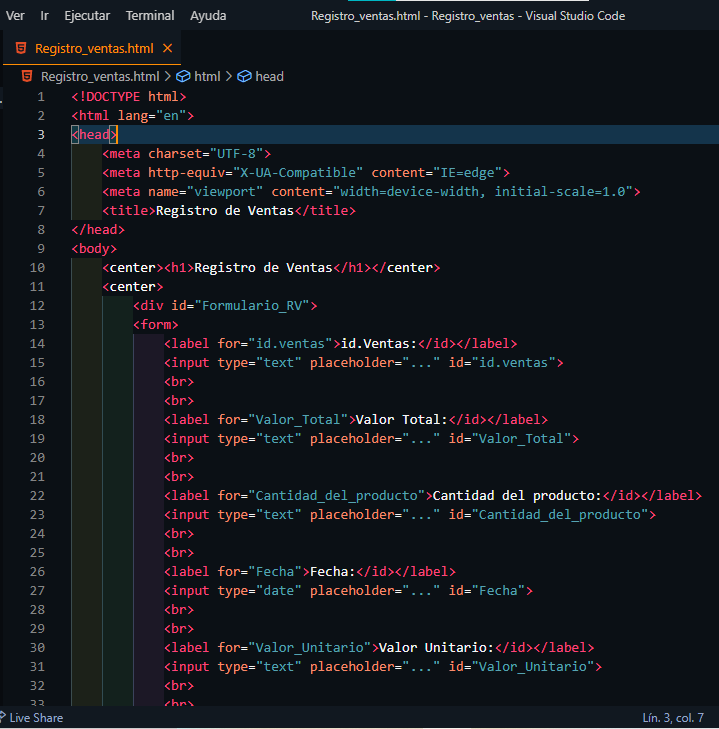 Ver Ir Ejecutar Terminal Ayuda Registro_ventas.html - Registro_ventas - Visual Studio Code
Registro_ventas.html ×
Registro_ventas.html > html > head
1 <!DOCTYPE html>
2 <html lang="en">
3 <head>
4 <meta charset="UTF-8">
5 <meta http-equiv="X-UA-Compatible" content="IE=edge">
6 <meta name="viewport" content="width=device-width, initial-scale=1.0">
7 <title>Registro de Ventas</title>
8 </head>
9 <body>
10 <center><h1>Registro de Ventas</h1></center>
11 <center>
12 <div id="Formulario_RV">
13 <form>
14 <label for="id.ventas">id.Ventas:</id></label>
15 <input type="text" placeholder="..." id="id.ventas">
16 <br>
17 <br>
18 <label for="Valor_Total">Valor Total:</id></label>
19 <input type="text" placeholder="..." id="Valor_Total">
20 <br>
21 <br>
22 <label for="Cantidad_del_producto">Cantidad del producto:</id></label>
23 <input type="text" placeholder="..." id="Cantidad_del_producto">
24 <br>
25 <br>
26 <label for="Fecha">Fecha:</id></label>
27 <input type="date" placeholder="..." id="Fecha">
28 <br>
29 <br>
30 <label for="Valor_Unitario">Valor Unitario:</id></label>
31 <input type="text" placeholder="..." id="Valor_Unitario">
32 <br>
33 <br>
Live Share Lín. 3, col. 7